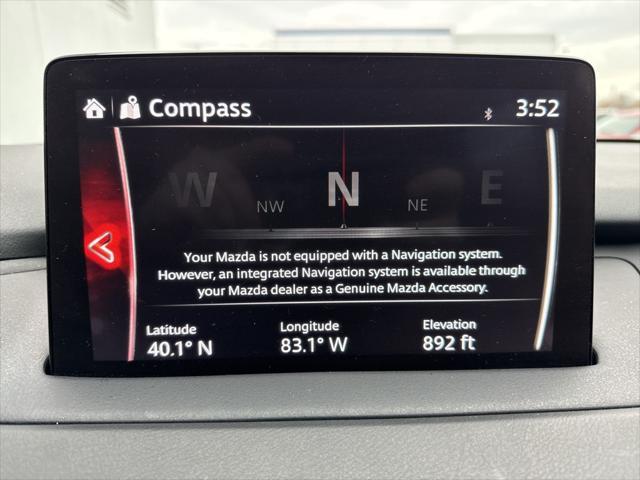 Compass 3:52
W NW N NE E
Your Mazda is not equipped with a Navigation system.
However, an integrated Navigation system is available through
your Mazda dealer as a Genuine Mazda Accessory.
Latitude Longitude Elevation
40.1° N 83.1° W 892 ft